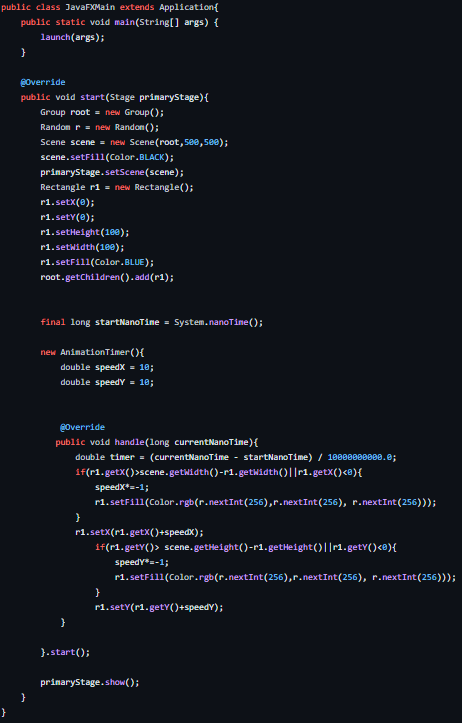 public class JavaFXMain extends Application{
    public static void main(String[] args) {
        launch(args);
    }

    @Override
    public void start(Stage primaryStage){
        Group root = new Group();
        Random r = new Random();
        Scene scene = new Scene(root,500,500);
        scene.setFill(Color.BLACK);
        primaryStage.setScene(scene);
        Rectangle r1 = new Rectangle();
        r1.setX(0);
        r1.setY(0);
        r1.setHeight(100);
        r1.setWidth(100);
        r1.setFill(Color.BLUE);
        root.getChildren().add(r1);


        final long startNanoTime = System.nanoTime();

        new AnimationTimer(){
            double speedX = 10;
            double speedY = 10;


            @Override
           public void handle(long currentNanoTime){
               double timer = (currentNanoTime - startNanoTime) / 10000000000.0;
               if(r1.getX()>scene.getWidth()-r1.getWidth()||r1.getX()<0){
                   speedX*=-1;
                   r1.setFill(Color.rgb(r.nextInt(256),r.nextInt(256), r.nextInt(256)));
               }
               r1.setX(r1.getX()+speedX);
                   if(r1.getY()> scene.getHeight()-r1.getHeight()||r1.getY()<0){
                       speedY*=-1;
                       r1.setFill(Color.rgb(r.nextInt(256),r.nextInt(256), r.nextInt(256)));
                   }
                   r1.setY(r1.getY()+speedY);
            }

        }.start();

        primaryStage.show();
    }
}